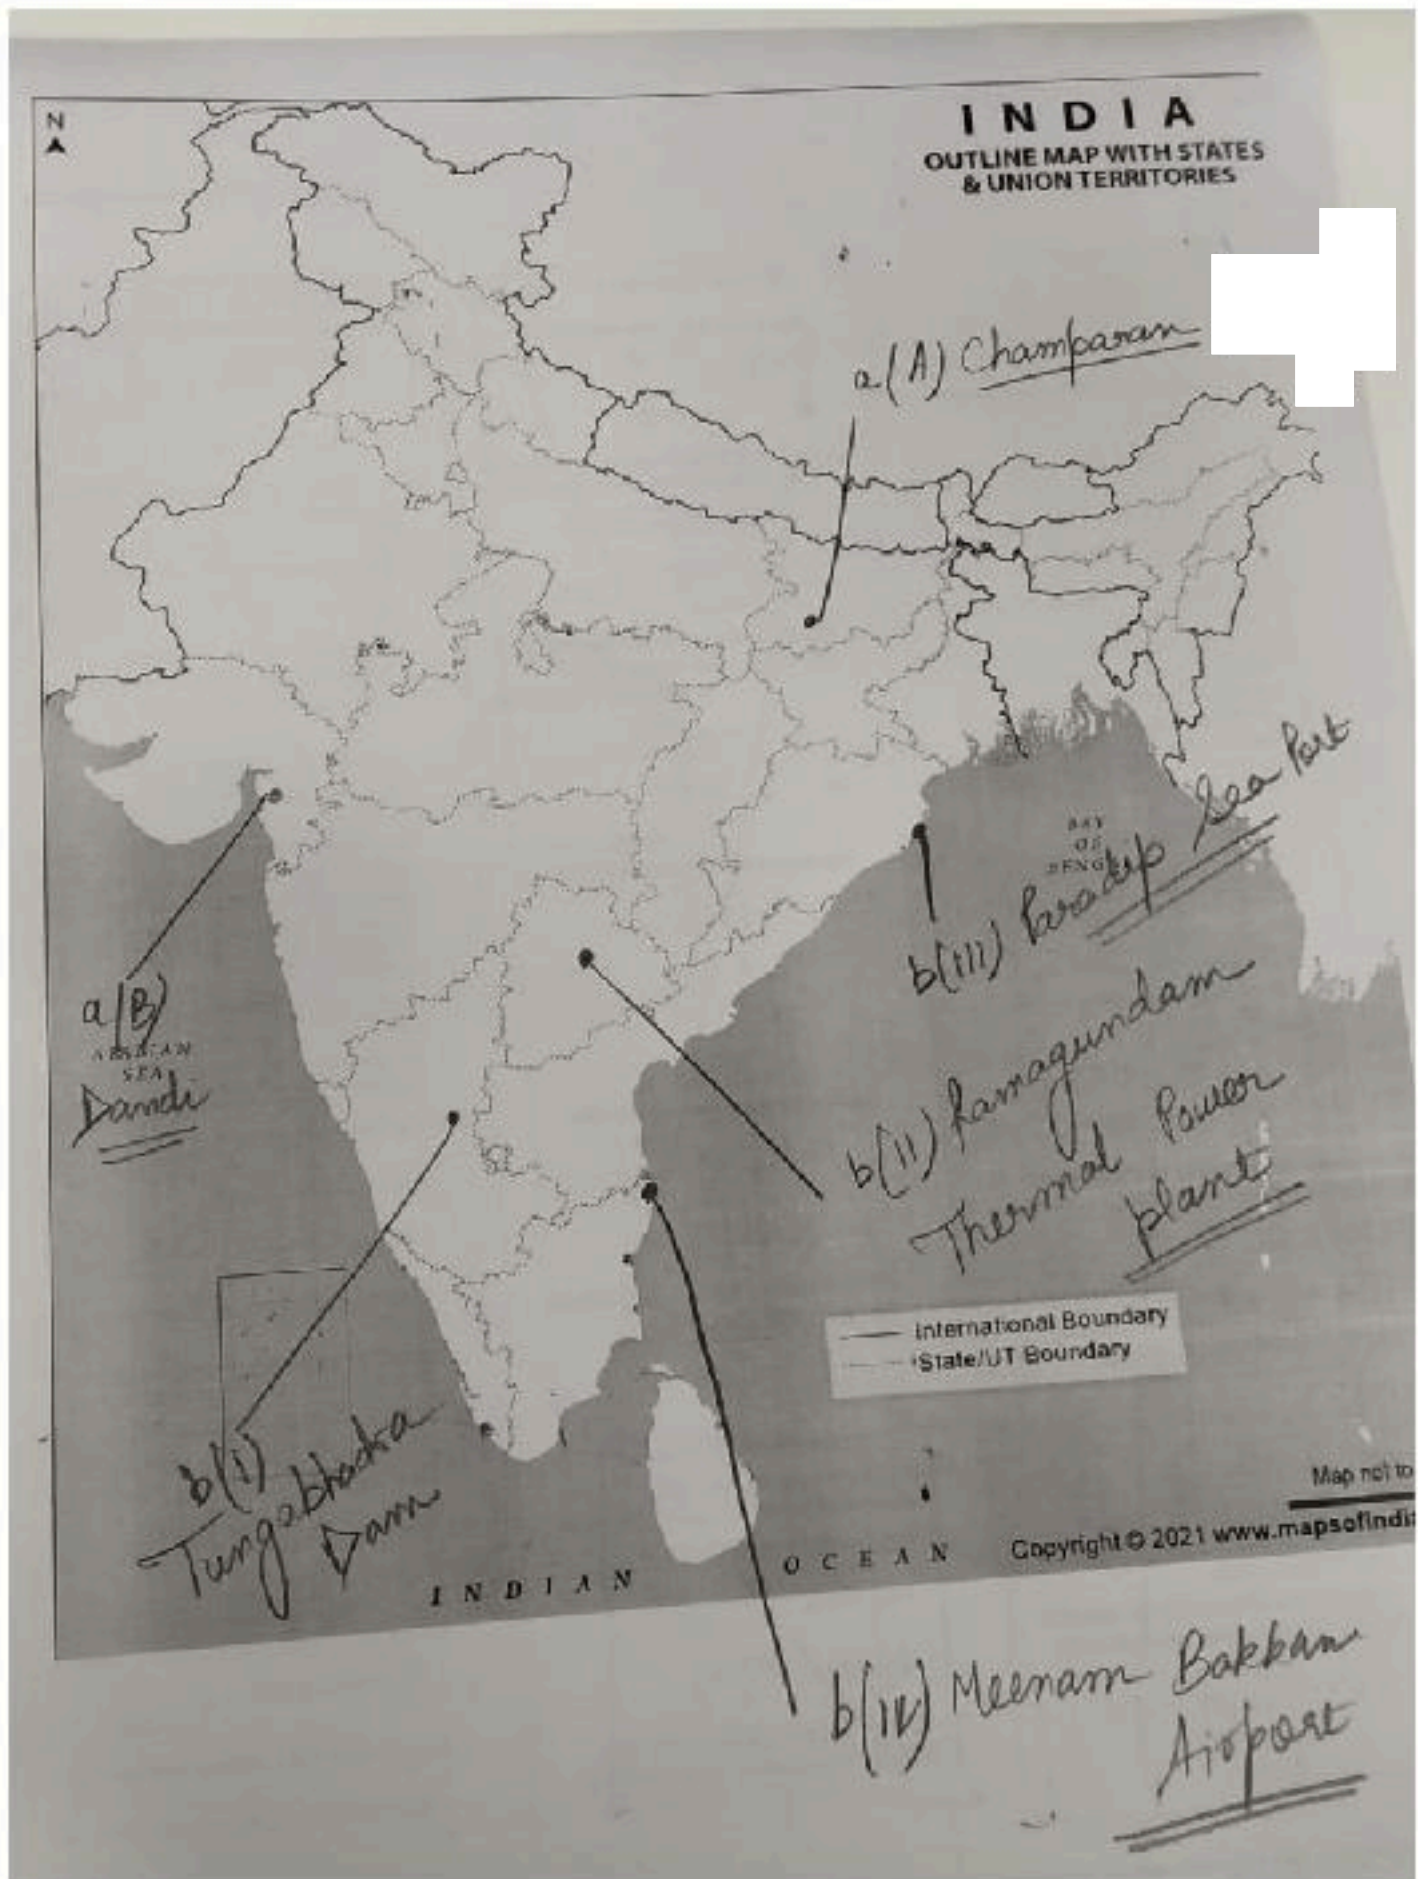 N
INDIA
OUTLINE MAP WITH STATES
& UNION TERRITORIES
a(A) Champaran
BAY
OF
BENG
b(III) Paradip Sea Port
a(B)
ARABIAN
SEA
Dandi
b(II) Ramagundam
Thermal Power
plant
International Boundary
State/UT Boundary
b(I)
Tungabhadra
Dam
Map not to
Copyright © 2021 www.mapsofindia
INDIAN OCEAN
b(IV) Meenam Bakkam
Airport